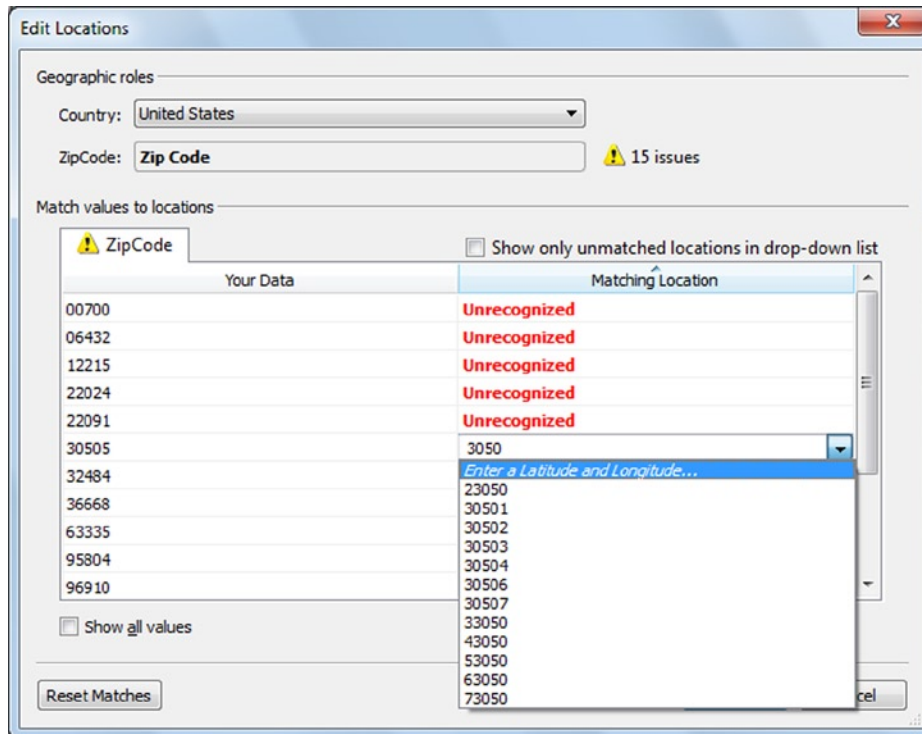 Edit Locations
Geographic roles
Country: United States
ZipCode: Zip Code 15 issues
Match values to locations
ZipCode Show only unmatched locations in drop-down list
Your Data Matching Location
00700 Unrecognized
06432 Unrecognized
12215 Unrecognized
22024 Unrecognized
22091 Unrecognized
30505 3050
32484
36668
63335
95804
96910
Enter a Latitude and Longitude...
23050
30501
30502
30503
30504
30506
30507
33050
43050
53050
63050
73050
Show all values
Reset Matches
cel